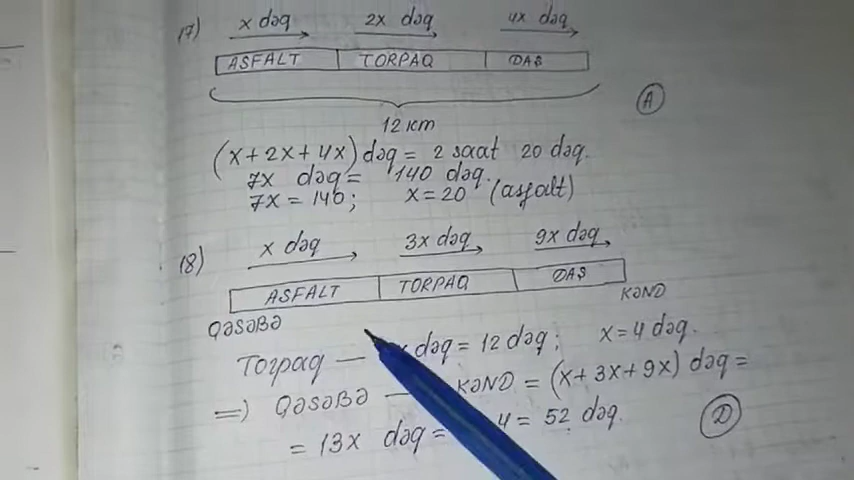 17) x dəq 2x dəq 4x dəq
ASFALT TORPAQ DAŞ
12 km
A
(x+2x+4x) dəq = 2 saat 20 dəq.
7x dəq = 140 dəq.
7x = 140; x=20 (asfalt)
18) x dəq 3x dəq 9x dəq
ASFALT TORPAQ DAŞ
QƏSƏBƏ KƏND
Torpaq — x dəq = 12 dəq; x=4 dəq.
=> QƏSƏBƏ — KƏND = (x+3x+9x) dəq =
= 13x dəq = 4 = 52 dəq.
D